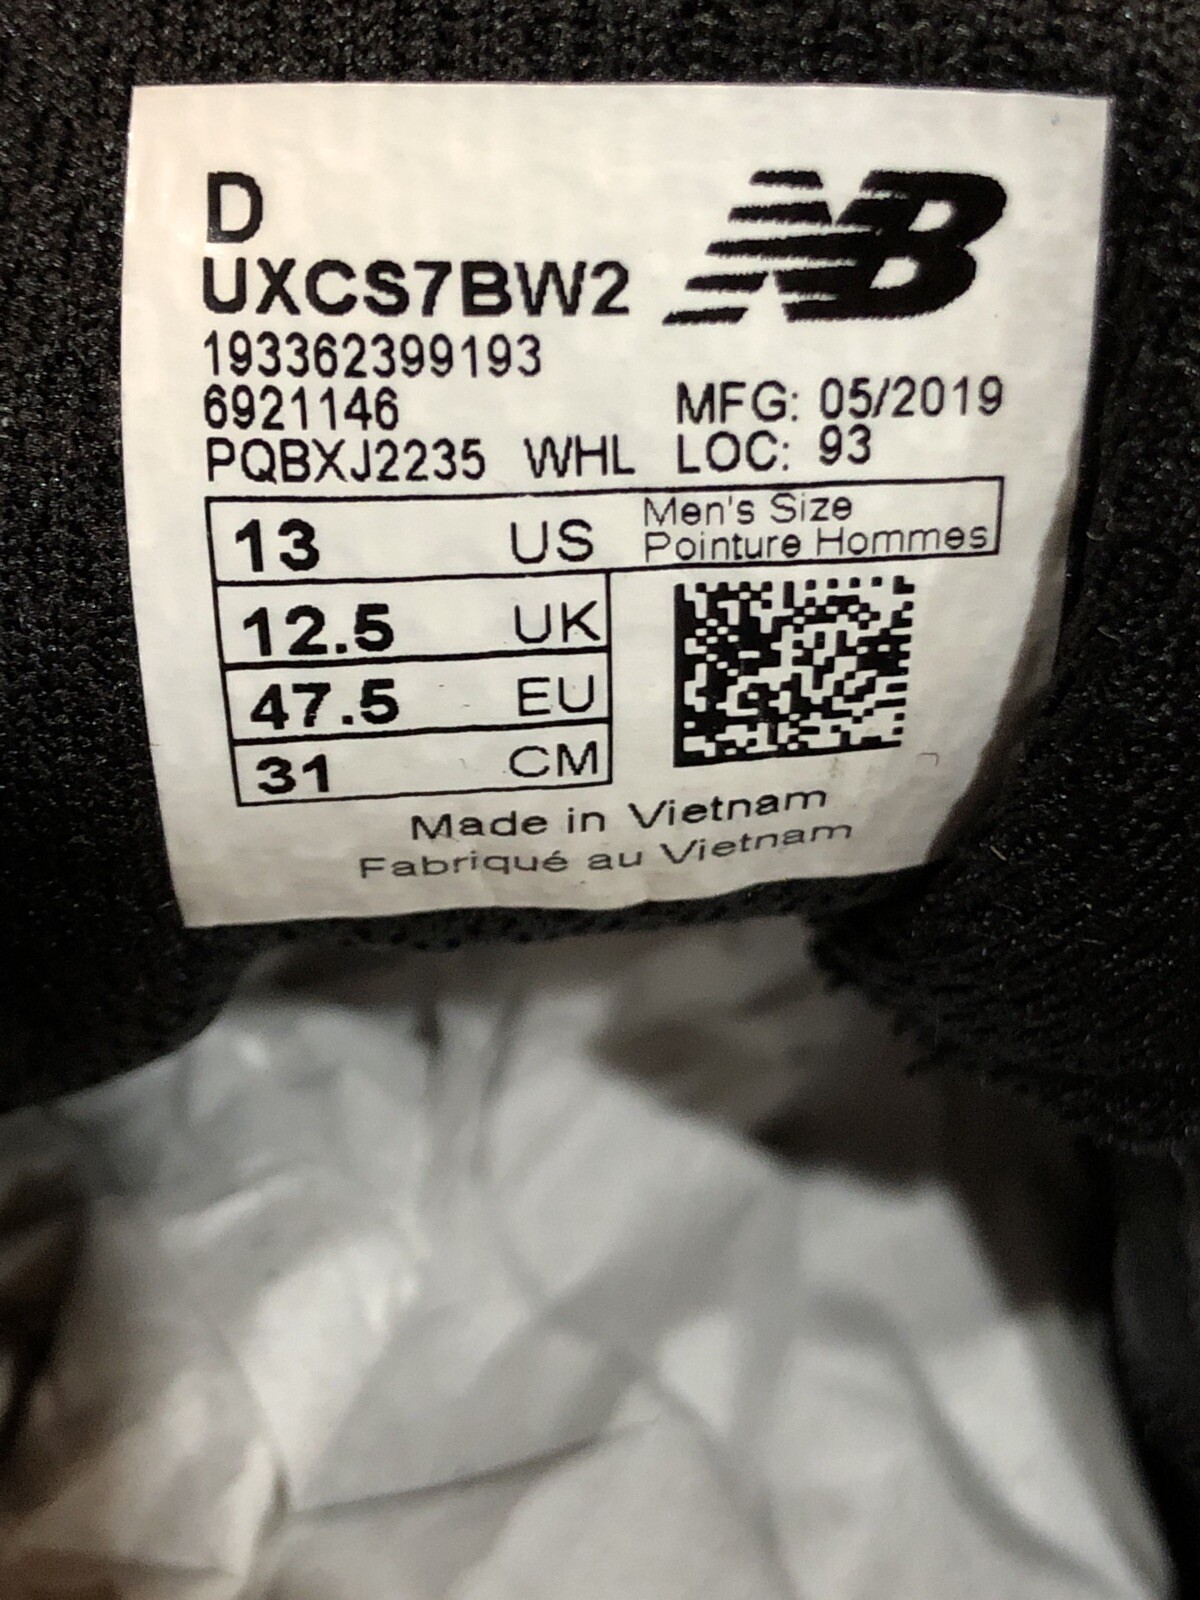 D
NB
UXCS7BW2
193362399193
6921146 MFG: 05/2019
PQBXJ2235 WHL LOC: 93
13 US Men's Size
Pointure Hommes
12.5 UK
47.5 EU
31 CM
Made in Vietnam
Fabriqué au Vietnam